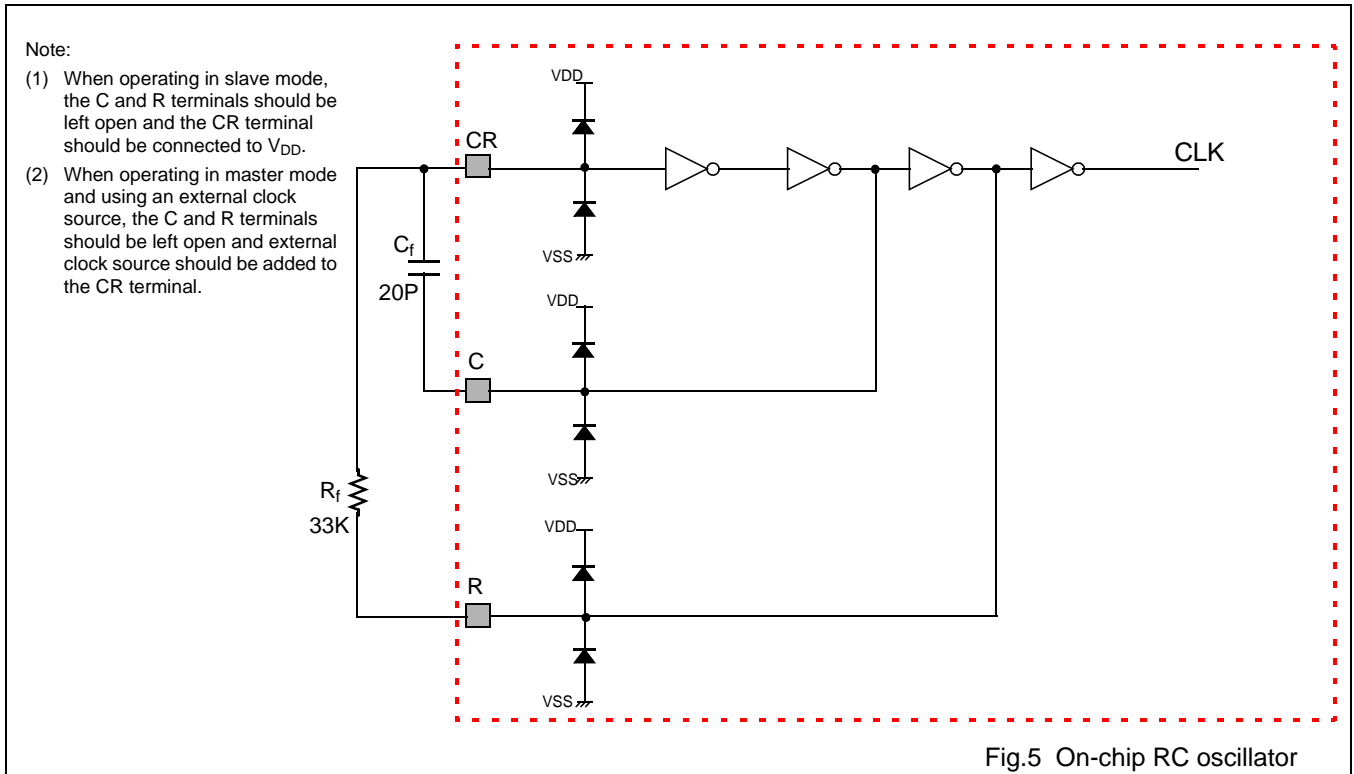 Note:
(1) When operating in slave mode,
the C and R terminals should be
left open and the CR terminal
should be connected to VDD.
(2) When operating in master mode
and using an external clock
source, the C and R terminals
should be left open and external
clock source should be added to
the CR terminal.
VDD
CR
CLK
VSS
Cf
20P
VDD
C
VSS
Rf
33K
VDD
R
VSS
Fig.5 On-chip RC oscillator